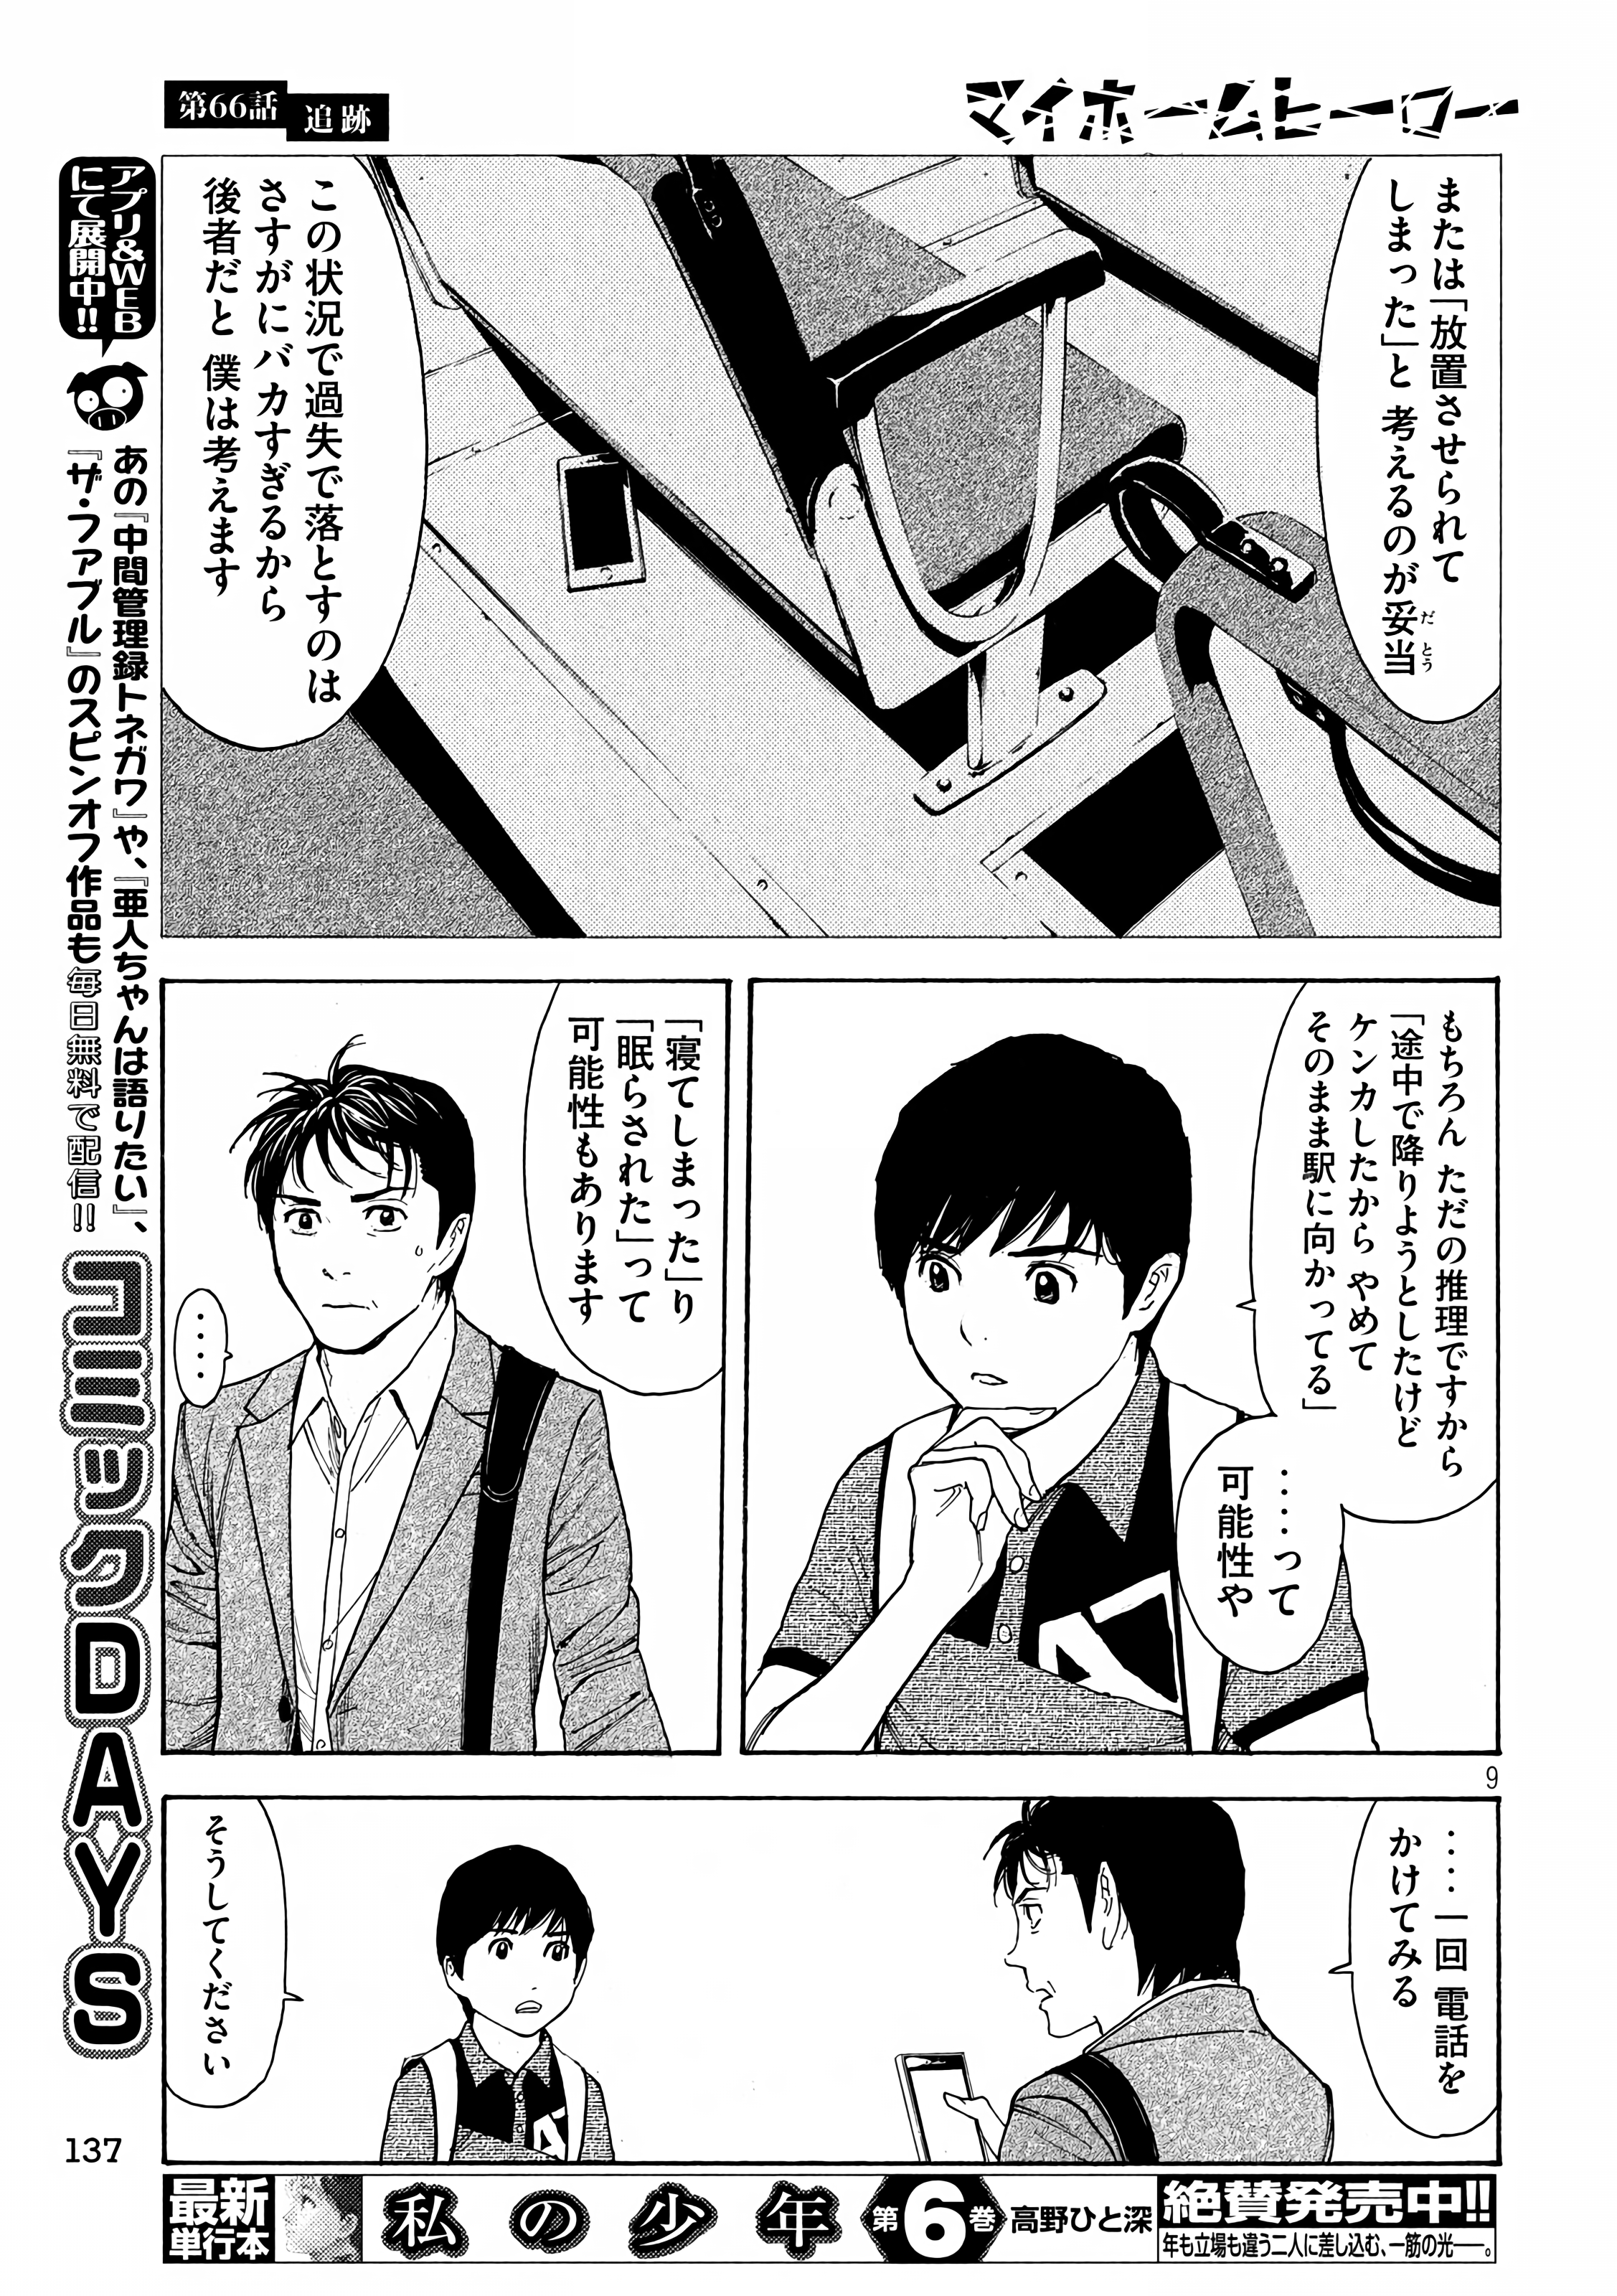 マイホームヒーロー
第66話
追跡
または「放置させられて
しまった」と 考えるのが妥当
だとう
この状況で過失で落とすのは
さすがにバカすぎるから
後者だと 僕は考えます
もちろん ただの推理ですから
「途中で降りようとしたけど
ケンカしたから やめて
そのまま駅に向かってる」
‥‥って
可能性や
「寝てしまった」り
「眠らされた」って
可能性もあります
‥‥
9
‥‥一回 電話を
かけてみる
そうしてください
アプリ&WEB
にて展開中!!
あの『中間管理録トネガワ』や、『亜人ちゃんは語りたい』、
『ザ・ファブル』のスピンオフ作品も毎日無料で配信!!
コミックDAYS
137
最新
単行本
私の少年
第6巻
高野ひと深
絶賛発売中!!
年も立場も違う二人に差し込む、一筋の光——。